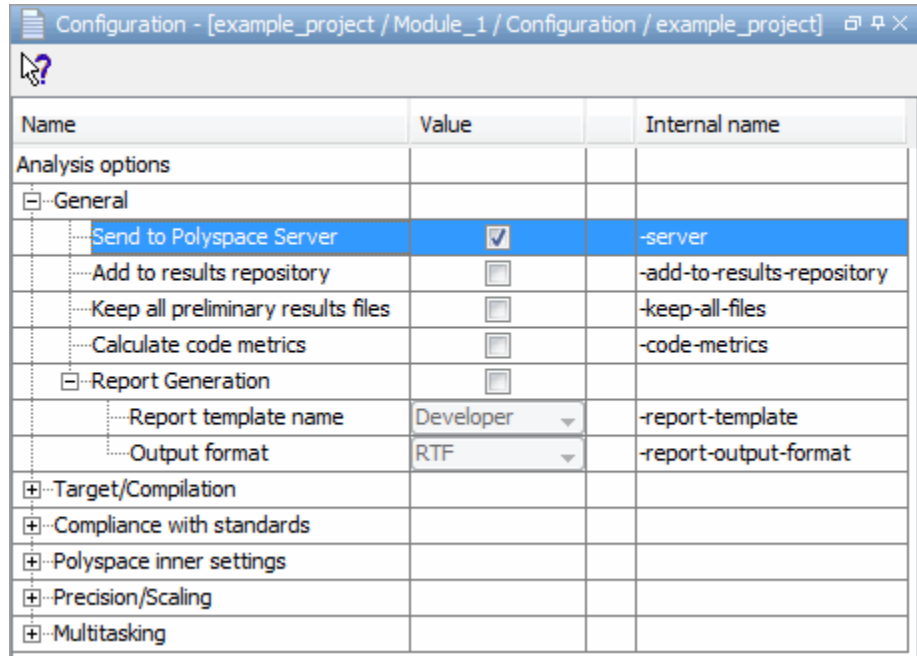 Configuration - [example_project / Module_1 / Configuration / example_project]
?
Name Value Internal name
Analysis options
General
Send to Polyspace Server -server
Add to results repository -add-to-results-repository
Keep all preliminary results files -keep-all-files
Calculate code metrics -code-metrics
Report Generation
Report template name Developer -report-template
Output format RTF -report-output-format
Target/Compilation
Compliance with standards
Polyspace inner settings
Precision/Scaling
Multitasking